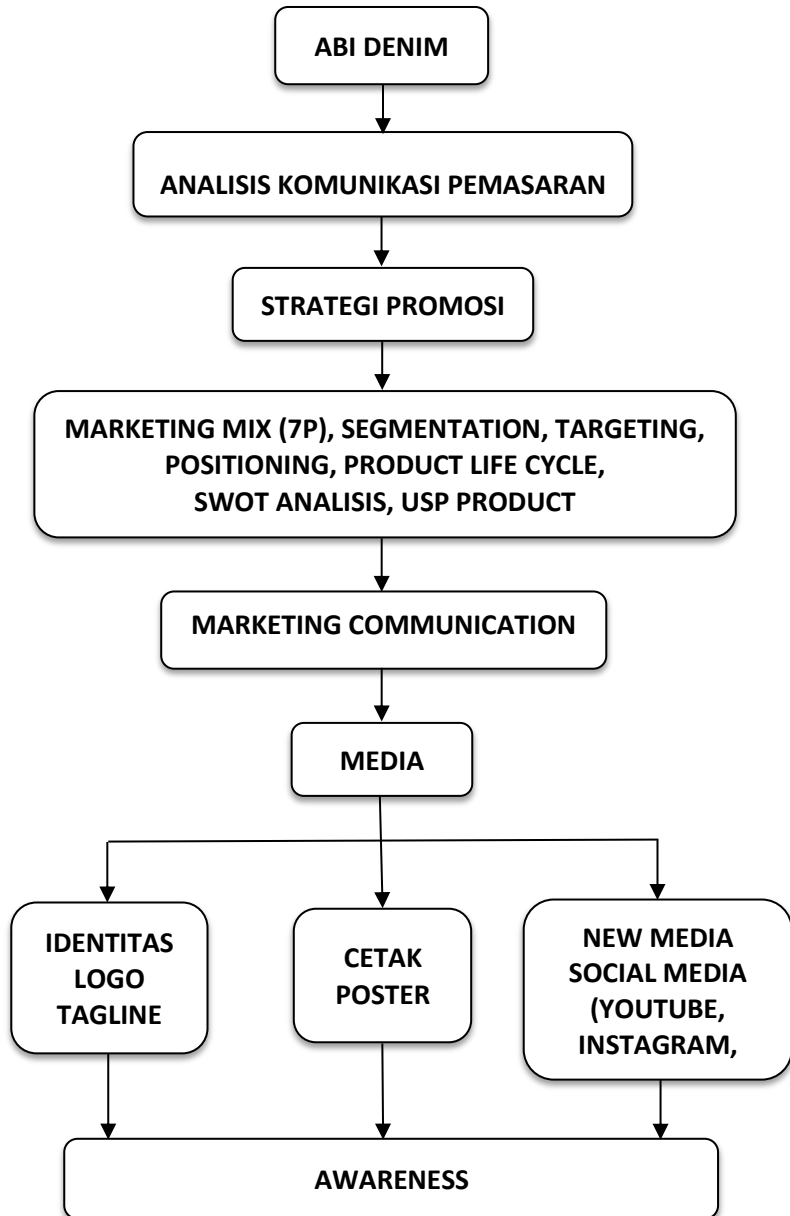 ABI DENIM
ANALISIS KOMUNIKASI PEMASARAN
STRATEGI PROMOSI
MARKETING MIX (7P), SEGMENTATION, TARGETING,
POSITIONING, PRODUCT LIFE CYCLE,
SWOT ANALISIS, USP PRODUCT
MARKETING COMMUNICATION
MEDIA
IDENTITAS
LOGO
TAGLINE
CETAK
POSTER
NEW MEDIA
SOCIAL MEDIA
(YOUTUBE,
INSTAGRAM,
AWARENESS